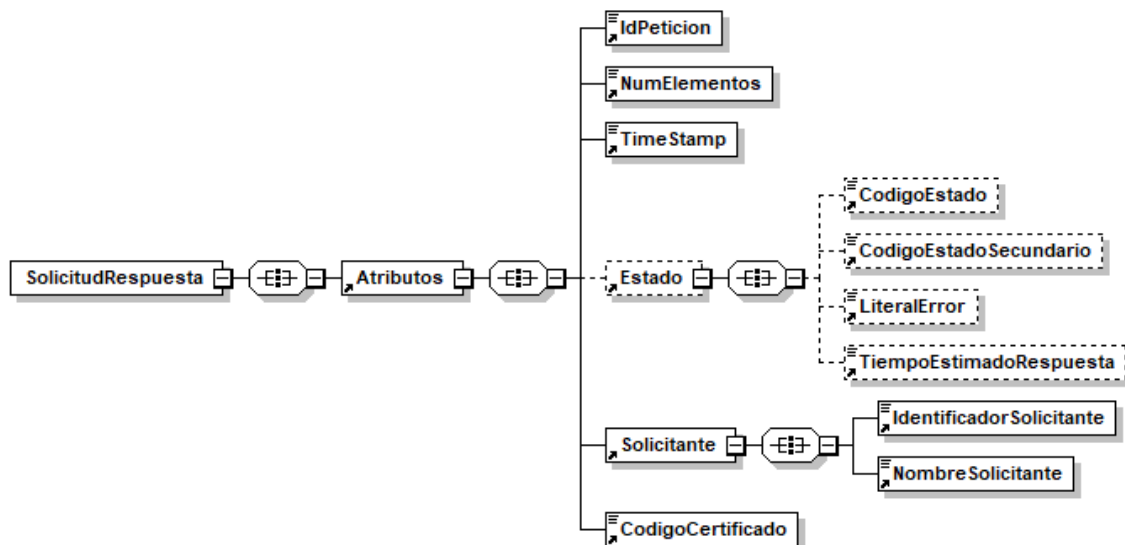 IdPeticion
NumElementos
TimeStamp
CodigoEstado
CodigoEstadoSecundario
SolicitudRespuesta
Atributos
Estado
LiteralError
TiempoEstimadoRespuesta
Solicitante
IdentificadorSolicitante
NombreSolicitante
CodigoCertificado